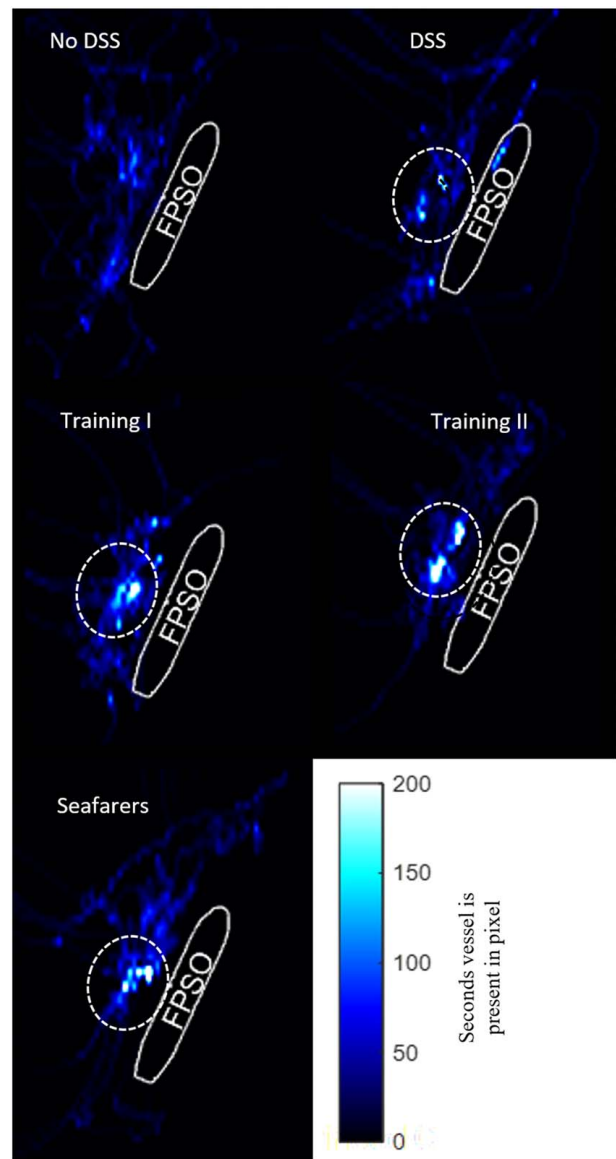 No DSS
DSS
FPSO
FPSO
Training I
Training II
FPSO
FPSO
Seafarers
FPSO
200
150
100
50
0
Seconds vessel is
present in pixel